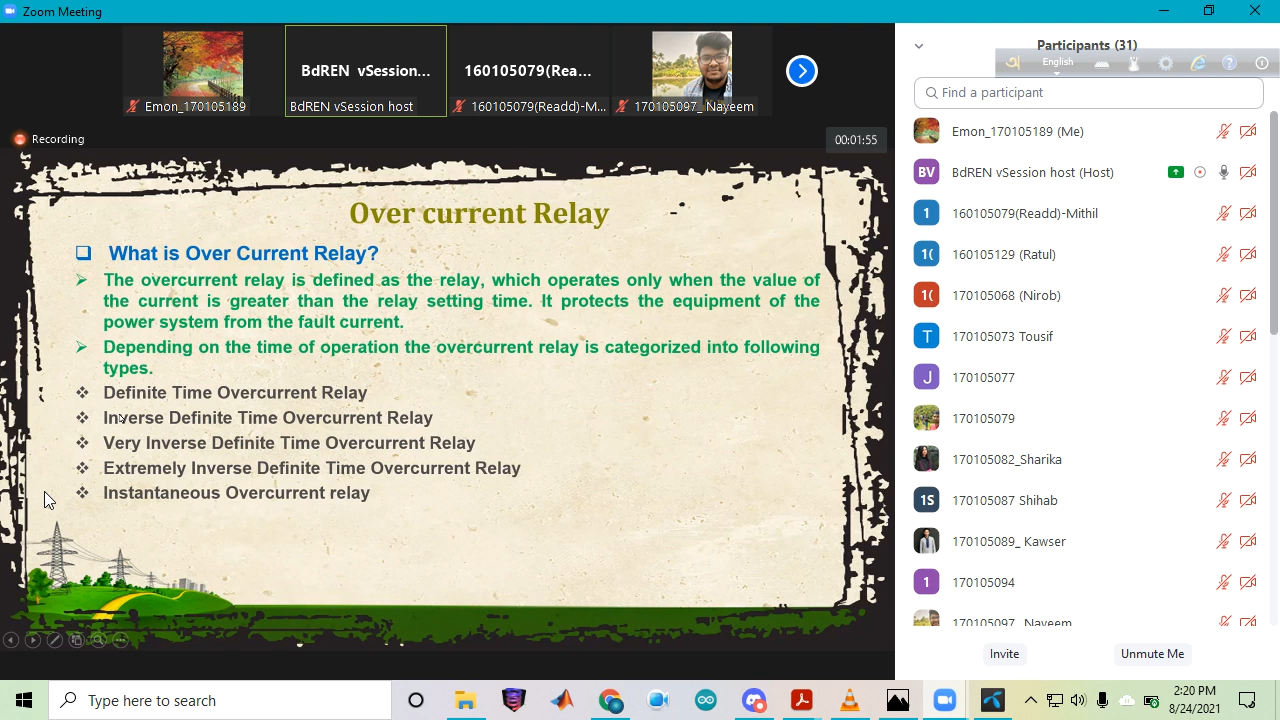 Zoom Meeting
BdREN vSession...
160105079(Rea...
Emon_170105189
BdREN vSession host
160105079(Readd)-M...
170105097_ Nayeem
Recording
00:01:55
Over current Relay
What is Over Current Relay?
The overcurrent relay is defined as the relay, which operates only when the value of
the current is greater than the relay setting time. It protects the equipment of the
power system from the fault current.
Depending on the time of operation the overcurrent relay is categorized into following
types.
Definite Time Overcurrent Relay
Inverse Definite Time Overcurrent Relay
Very Inverse Definite Time Overcurrent Relay
Extremely Inverse Definite Time Overcurrent Relay
Instantaneous Overcurrent relay
Participants (31)
English
Find a participant
Emon_170105189 (Me)
BV BdREN vSession host (Host)
1 160105079(Readd)-Mithil
1( 160105129 (Ratul)
1( 170105068 (Nirob)
T 170105073 Tousif
J 170105077
170105079
170105082_Sharika
1S 170105087 Shihab
170105089_ Kawser
1 170105094
170105097_ Nayeem
Invite
Unmute Me
Type here to search
2:20 PM
8/24/2021